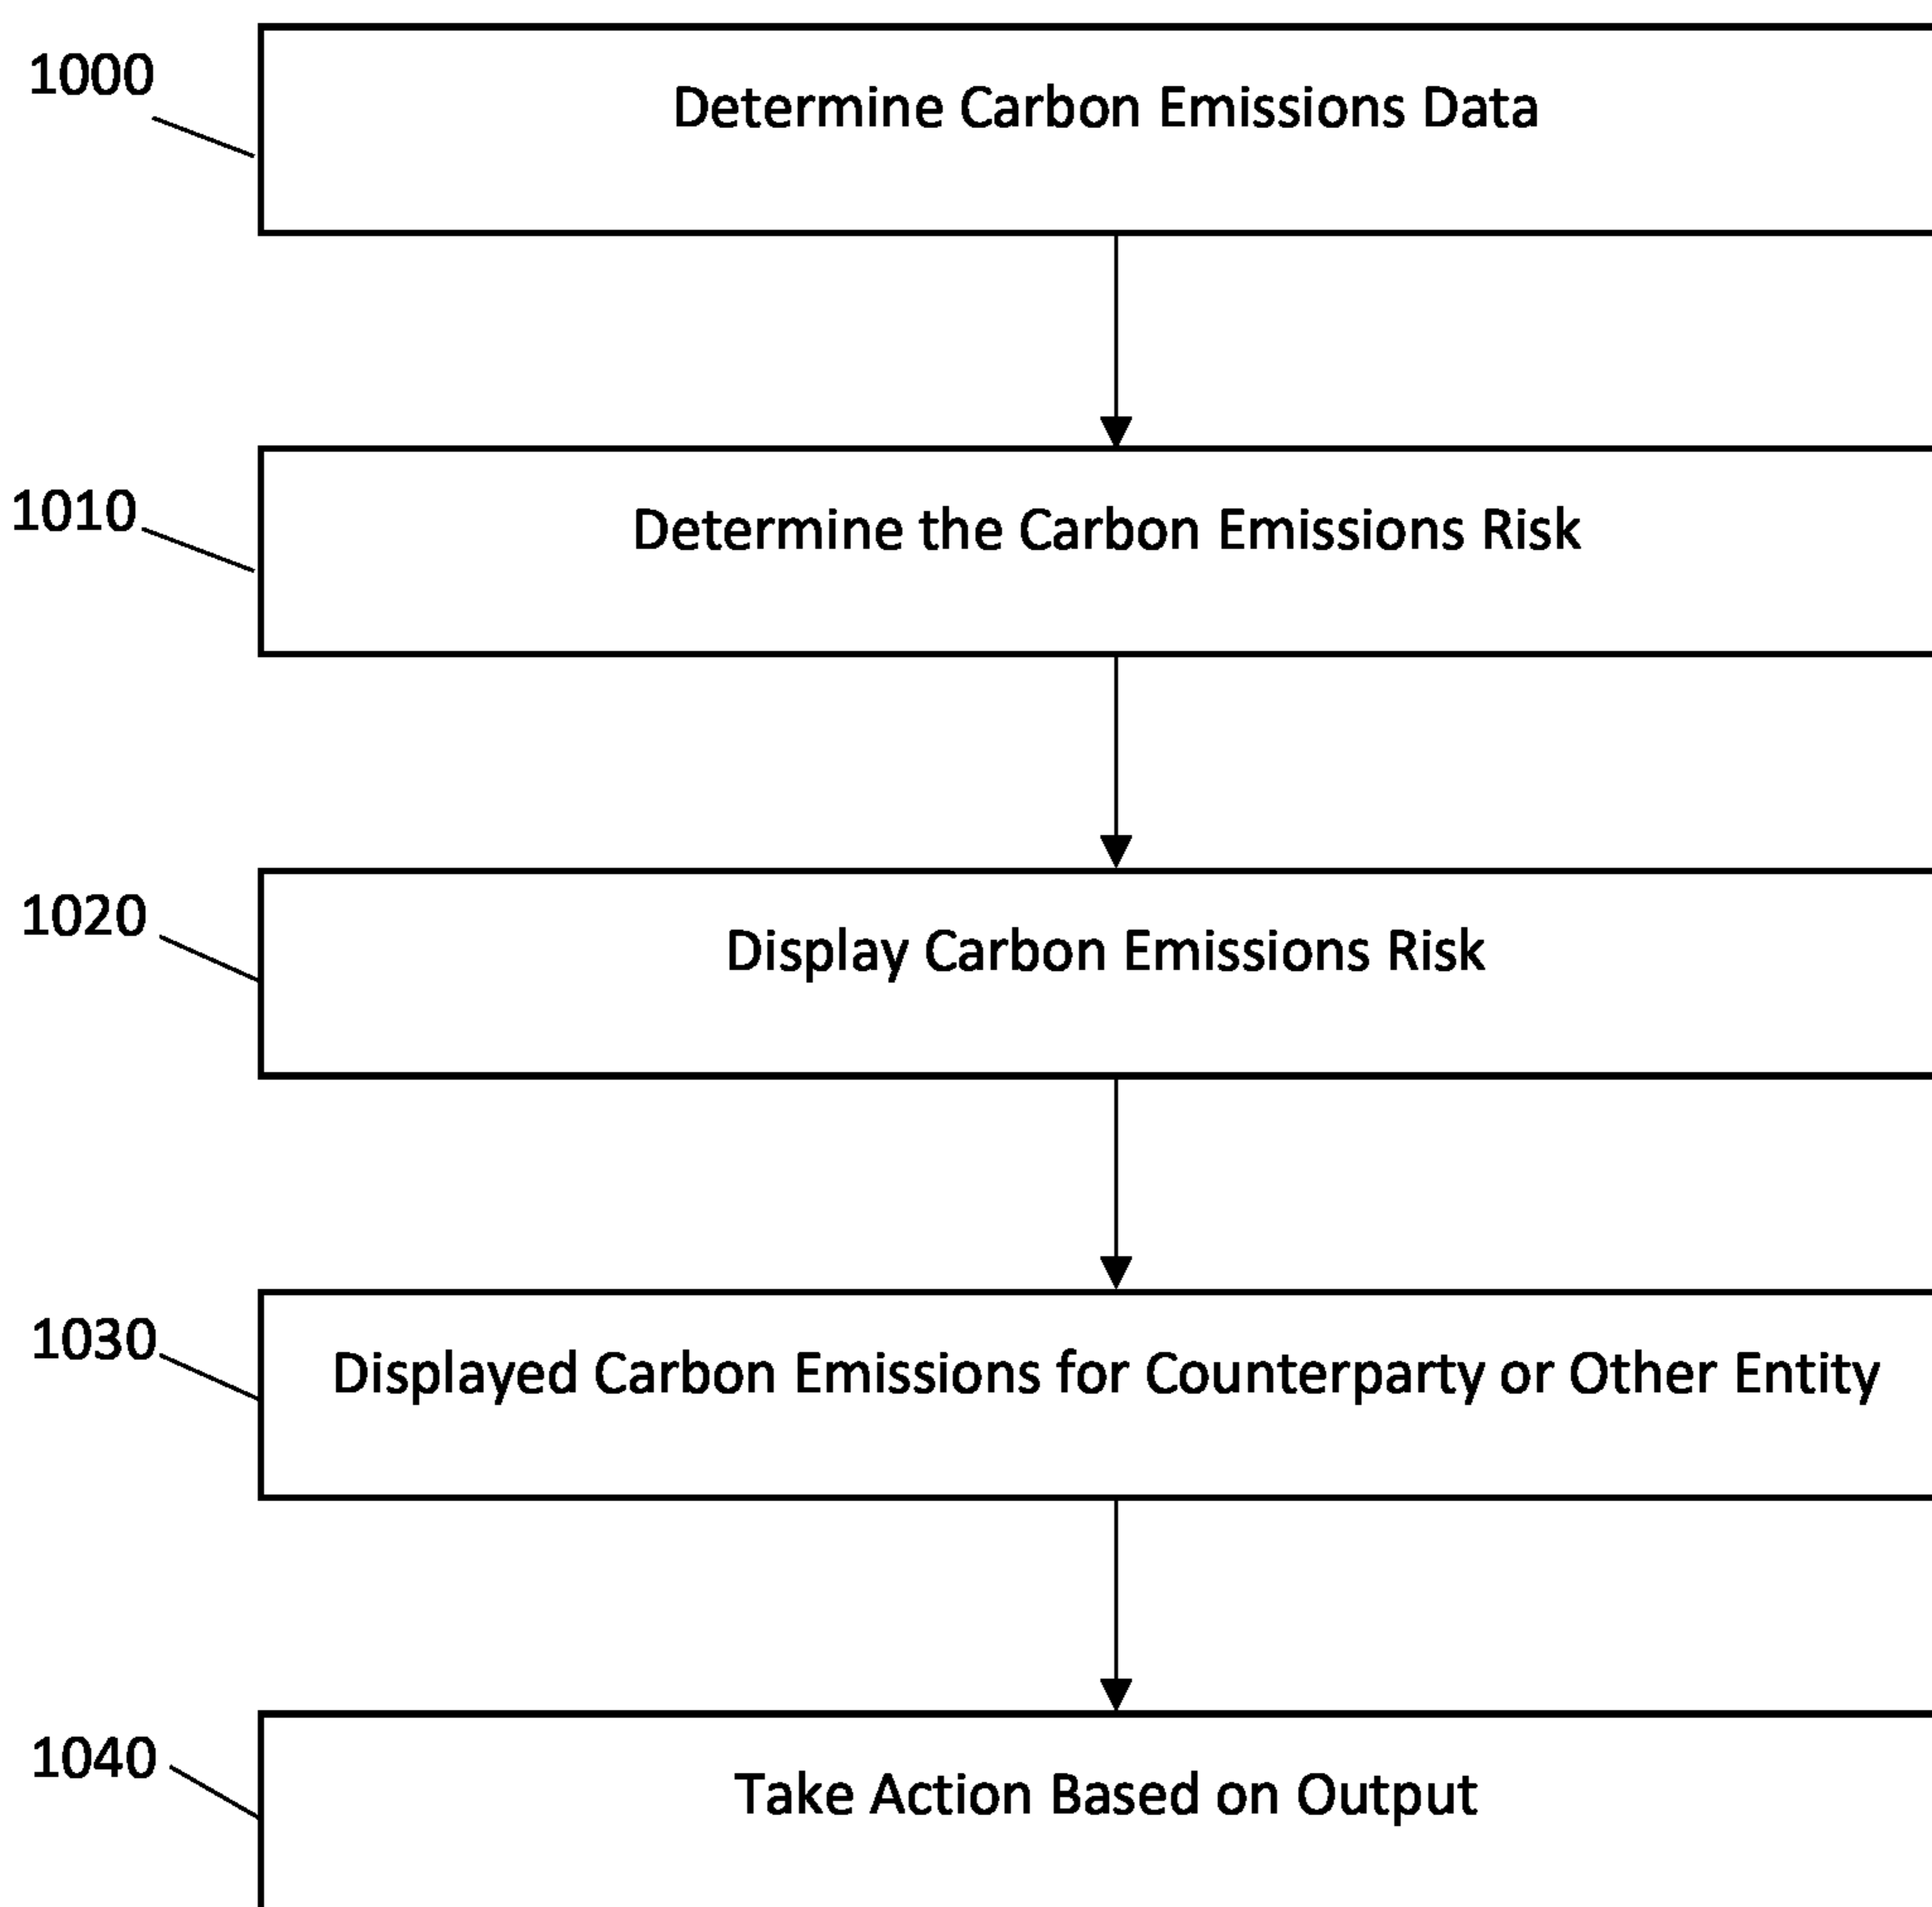 1000
Determine Carbon Emissions Data
1010
Determine the Carbon Emissions Risk
1020
Display Carbon Emissions Risk
1030
Displayed Carbon Emissions for Counterparty or Other Entity
1040
Take Action Based on Output